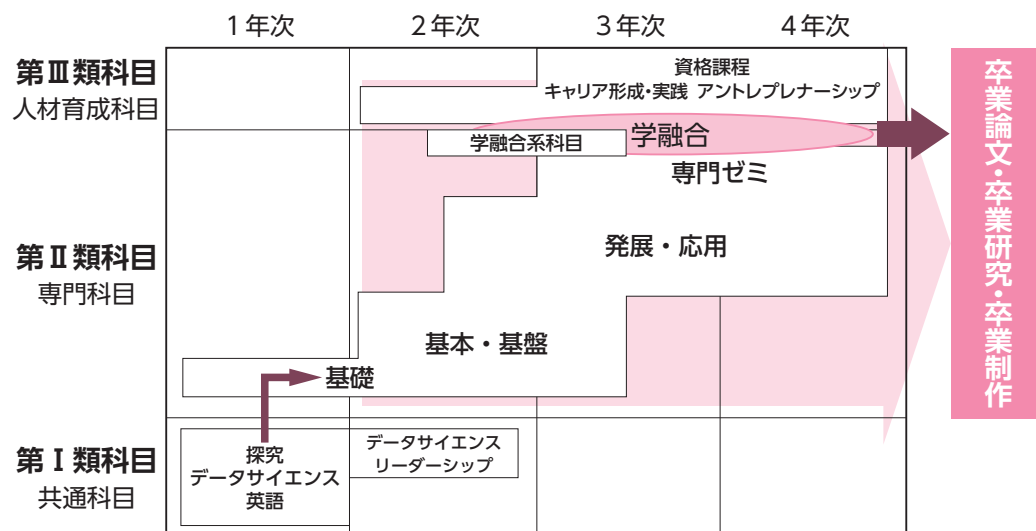 1年次
2年次
3年次
4年次
第Ⅲ類科目
人材育成科目
資格課程
キャリア形成・実践 アントレプレナーシップ
学融合系科目
学融合
専門ゼミ
第Ⅱ類科目
専門科目
発展・応用
基本・基盤
基礎
第Ⅰ類科目
共通科目
探究
データサイエンス
英語
データサイエンス
リーダーシップ
卒業論文・卒業研究・卒業制作